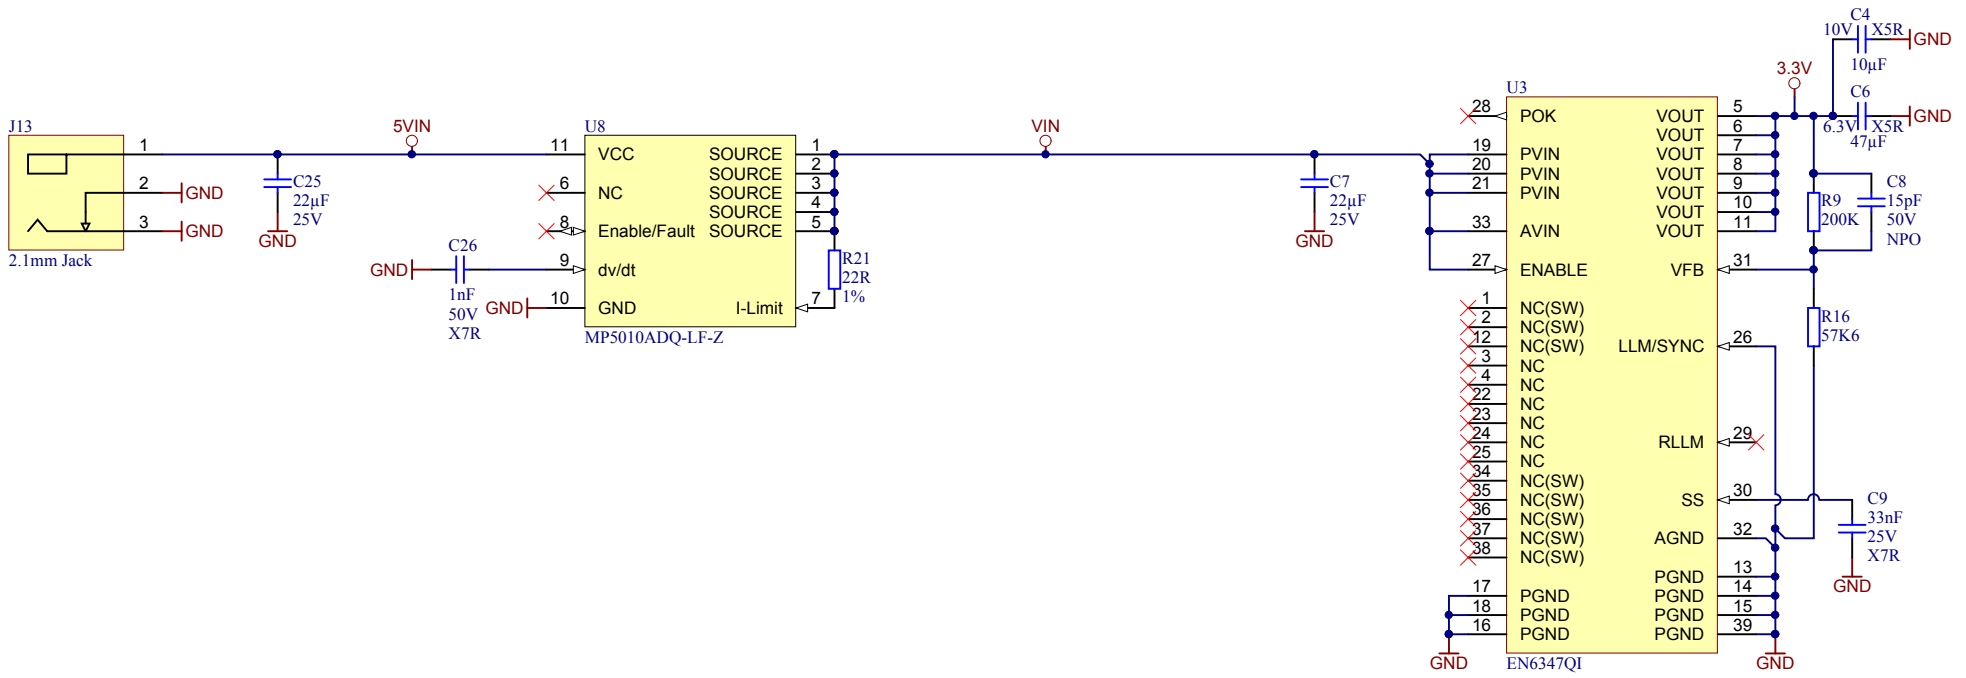 J13
1
2
3
GND
GND
2.1mm Jack
C25
22µF
25V
GND
5VIN
U8
11
VCC
6
NC
8
Enable/Fault
9
dv/dt
10
GND
SOURCE
1
SOURCE
2
SOURCE
3
SOURCE
4
SOURCE
5
I-Limit
7
MP5010ADQ-LF-Z
GND
C26
1nF
50V
X7R
GND
R21
22R
1%
VIN
C7
22µF
25V
GND
U3
28
POK
19
PVIN
20
PVIN
21
PVIN
33
AVIN
27
ENABLE
1
NC(SW)
2
NC(SW)
12
NC(SW)
3
NC
4
NC
22
NC
23
NC
24
NC
25
NC
34
NC(SW)
35
NC(SW)
36
NC(SW)
37
NC(SW)
38
NC(SW)
17
PGND
18
PGND
16
PGND
GND
VOUT
5
VOUT
6
VOUT
7
VOUT
8
VOUT
9
VOUT
10
VOUT
11
VFB
31
LLM/SYNC
26
RLLM
29
SS
30
AGND
32
PGND
13
PGND
14
PGND
15
PGND
39
GND
EN6347QI
3.3V
C4
10V X5R
10µF
GND
C6
6.3V X5R
47µF
GND
R9
200K
C8
15pF
50V
NPO
R16
57K6
C9
33nF
25V
X7R
GND